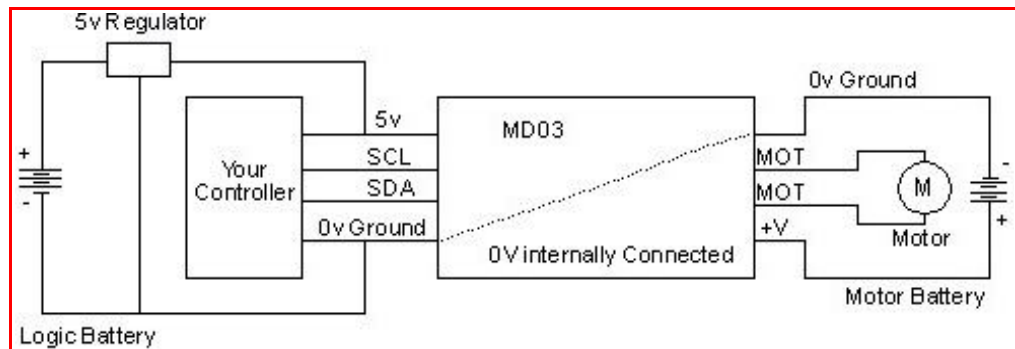 5v Regulator
0v Ground
5v
MD03
SCL
MOT
+
-
Your
Controller
SDA
M
-
MOT
+
0v Ground
+V
Motor
0V internally Connected
Motor Battery
Logic Battery